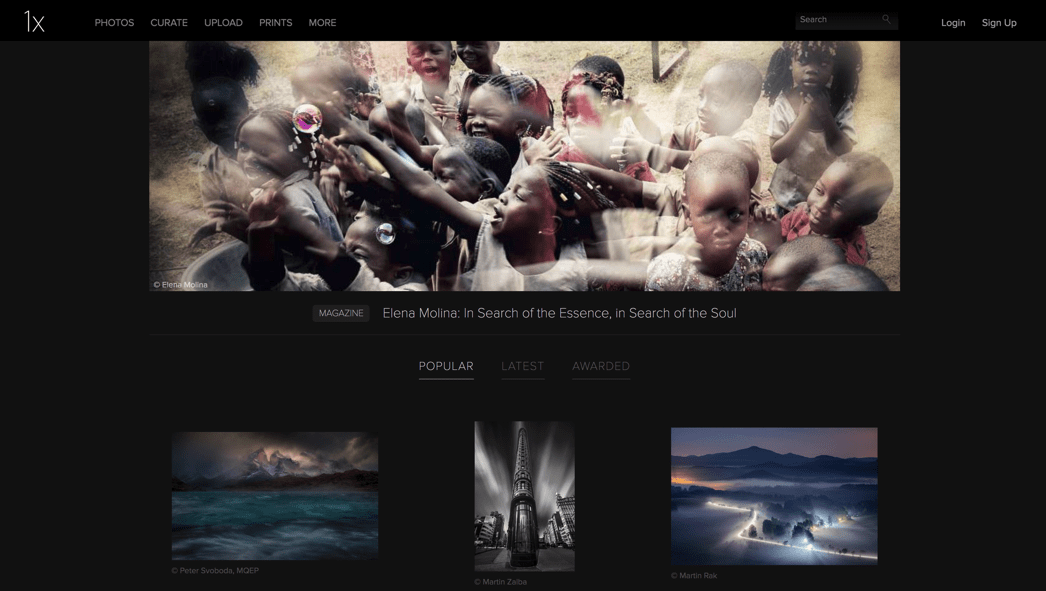 1x
PHOTOS CURATE UPLOAD PRINTS MORE Search Login Sign Up
© Elena Molina
MAGAZINE Elena Molina: In Search of the Essence, in Search of the Soul
POPULAR LATEST AWARDED
© Peter Svoboda, MQEP
© Martin Zalba
© Martin Rak